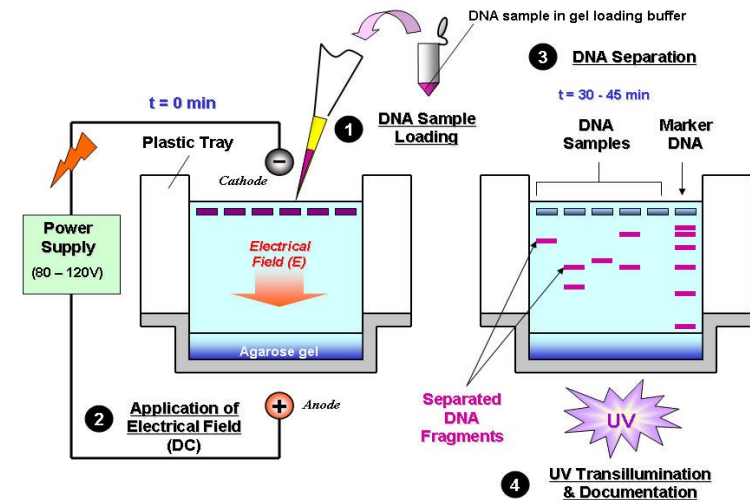 DNA sample in gel loading buffer
3 DNA Separation
t = 0 min
t = 30 - 45 min
1 DNA Sample
Loading
DNA
Samples
Marker
DNA
Plastic Tray
−
Cathode
Power
Supply
(80 – 120V)
Electrical
Field (E)
Agarose gel
2 Application of
Electrical Field
(DC)
+
Anode
Separated
DNA
Fragments
UV
4 UV Transillumination
& Documentation